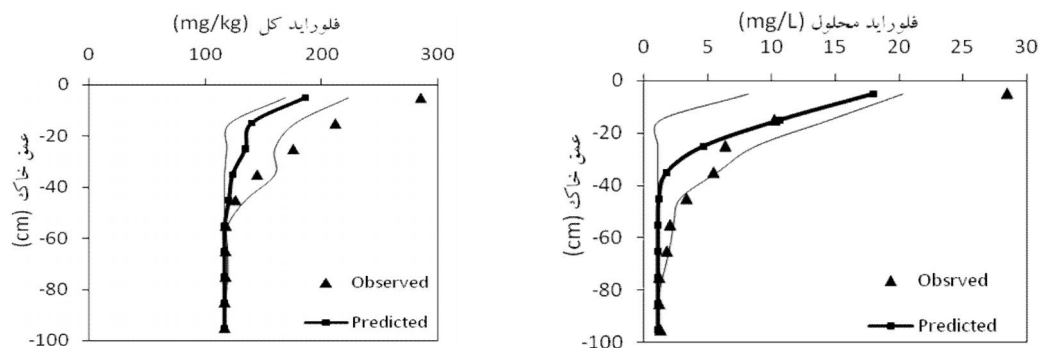 فلوراید کل (mg/kg)
0 100 200 300
0
-20
-40
-60
-80
-100
عمق خاک (cm)
Observed
Predicted
فلوراید محلول (mg/L)
0 5 10 15 20 25 30
0
-20
-40
-60
-80
-100
عمق خاک (cm)
Obsrved
Predicted